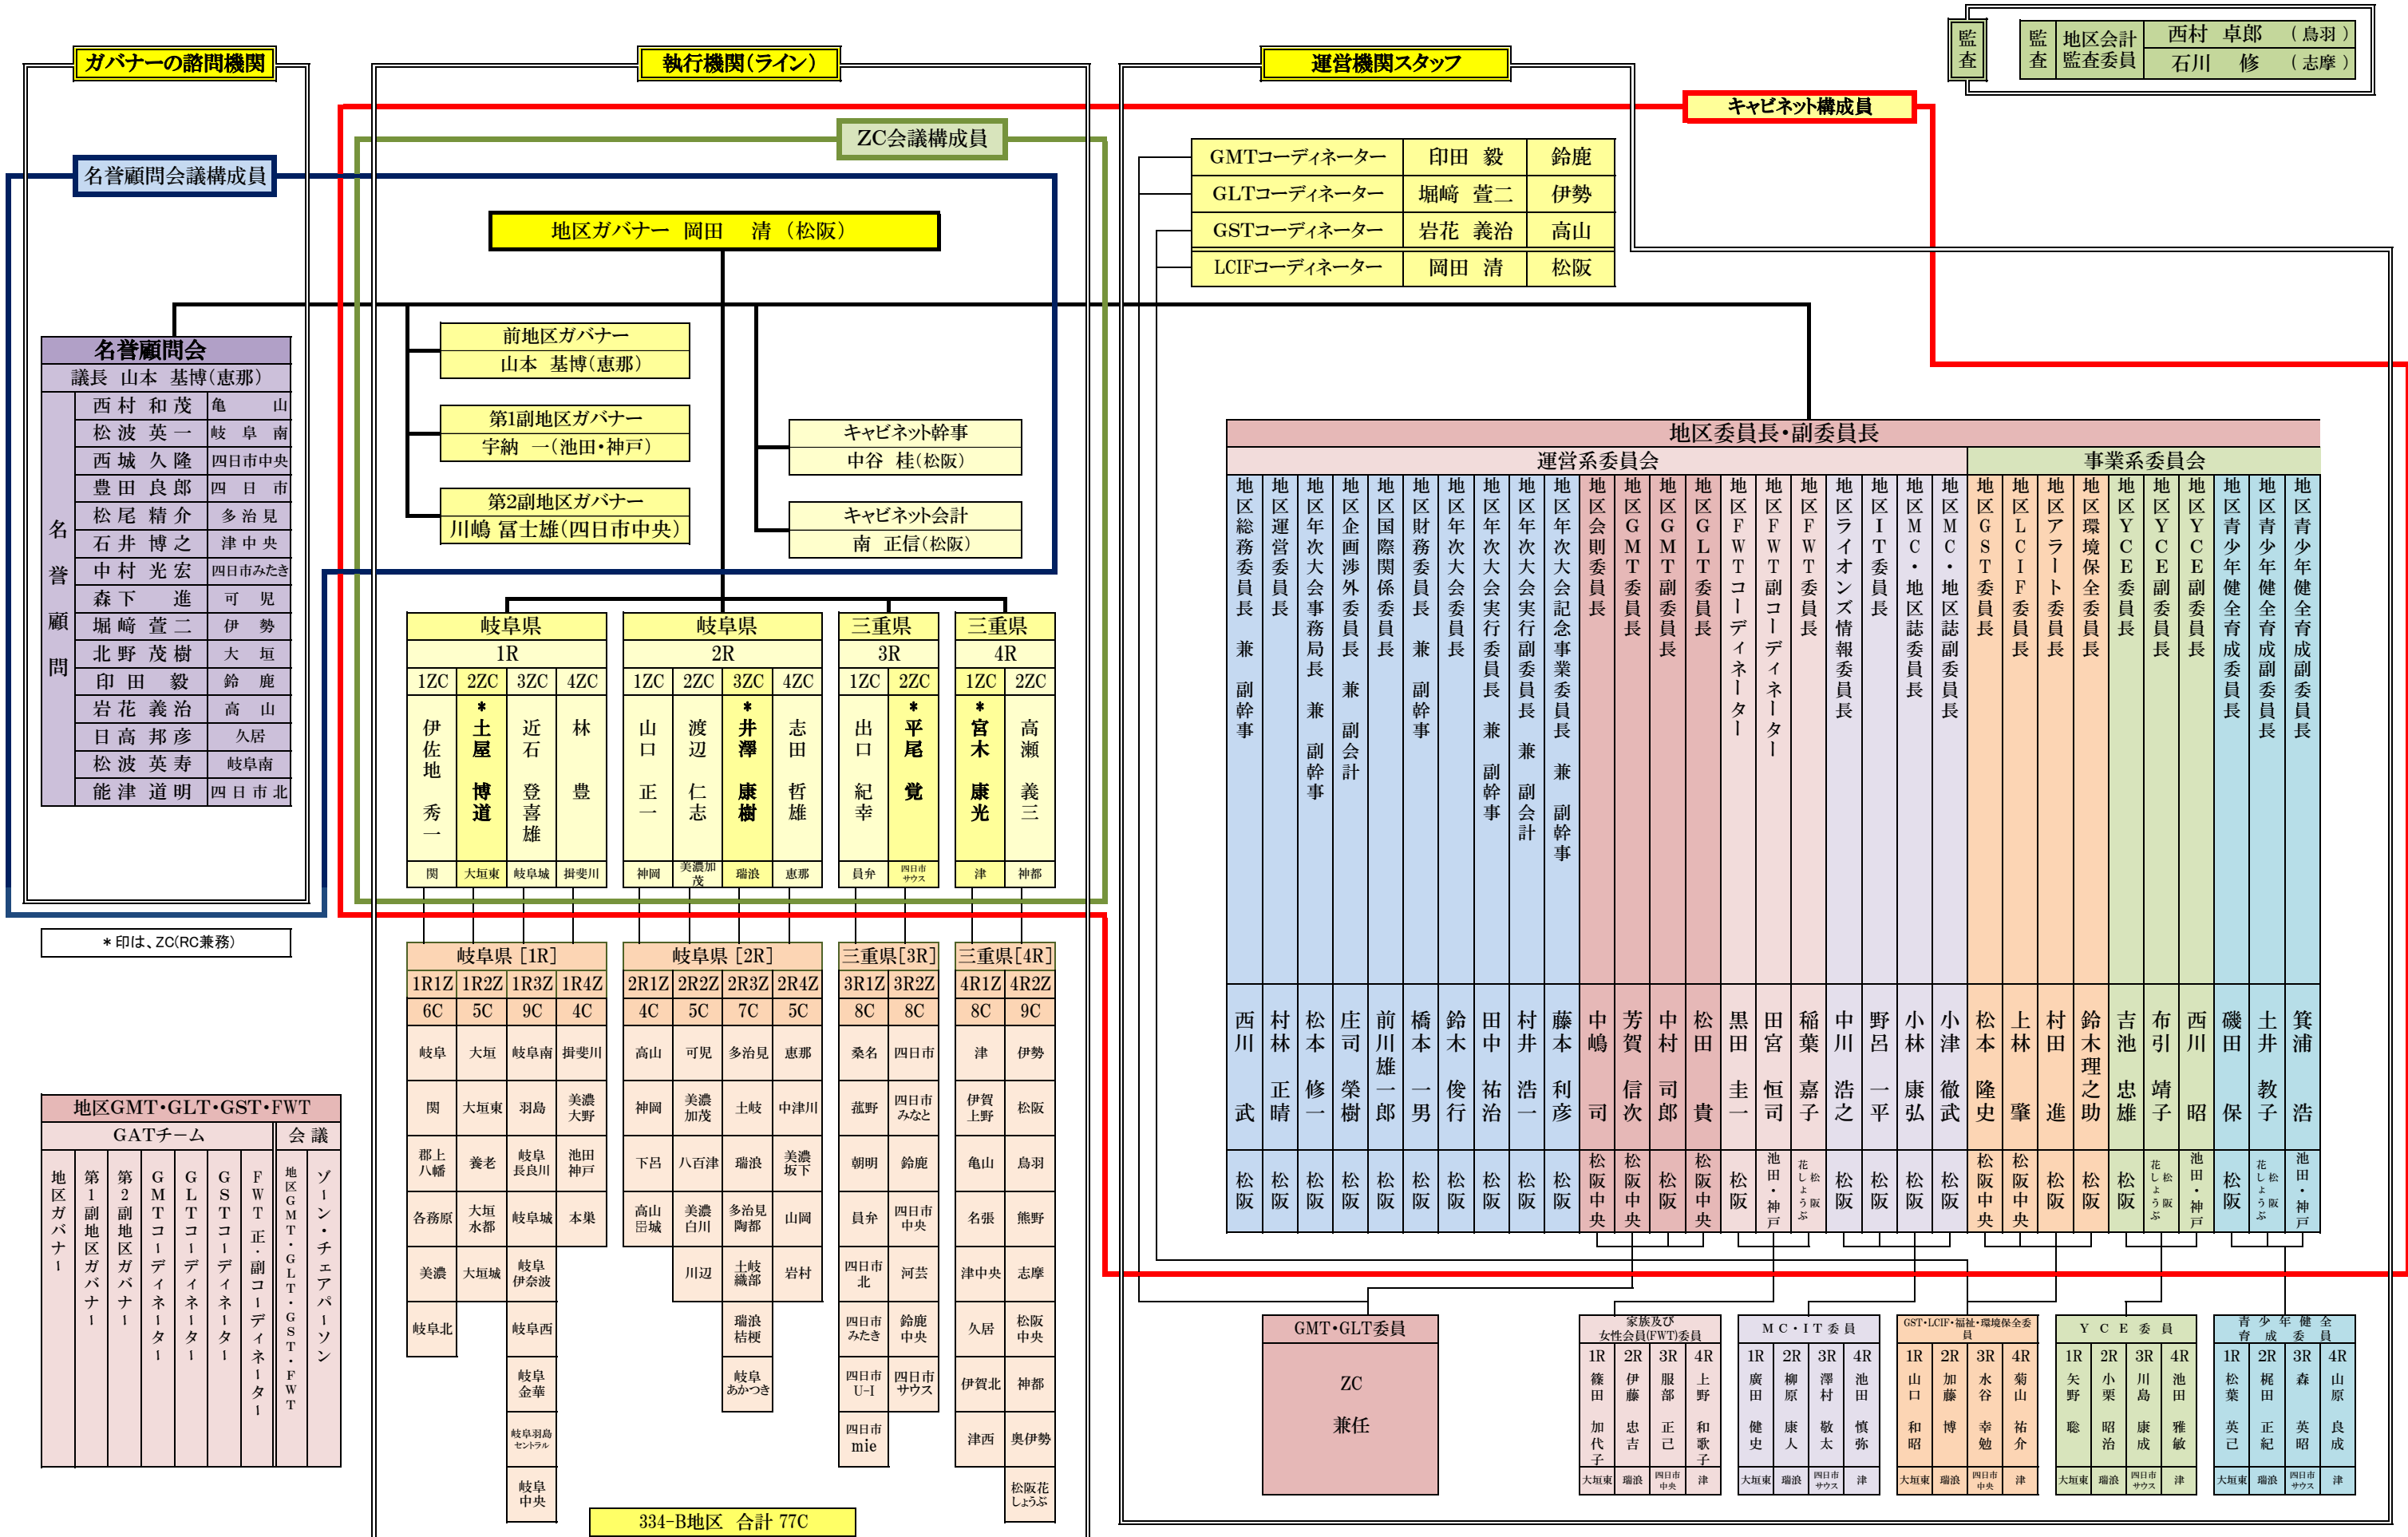 監査
監査
地区会計
監査委員
西村 卓郎 (鳥羽)
石川 修 (志摩)
ガバナーの諮問機関
執行機関(ライン)
運営機関スタッフ
キャビネット構成員
ZC会議構成員
名誉顧問会議構成員
GMTコーディネーター 印田 毅 鈴鹿
GLTコーディネーター 堀﨑 萱二 伊勢
GSTコーディネーター 岩花 義治 高山
LCIFコーディネーター 岡田 清 松阪
地区ガバナー 岡田 清 (松阪)
名誉顧問会
議長 山本 基博(恵那)
名誉顧問
西村 和茂 亀山
松波 英一 岐阜南
西城 久隆 四日市中央
豊田 良郎 四日市
松尾 精介 多治見
石井 博之 津中央
中村 光宏 四日市みたき
森下 進 可児
堀﨑 萱二 伊勢
北野 茂樹 大垣
印田 毅 鈴鹿
岩花 義治 高山
日高 邦彦 久居
松波 英寿 岐阜南
能津 道明 四日市北
前地区ガバナー
山本 基博(恵那)
第1副地区ガバナー
宇納 一(池田・神戸)
第2副地区ガバナー
川嶋 冨士雄(四日市中央)
キャビネット幹事
中谷 桂(松阪)
キャビネット会計
南 正信(松阪)
岐阜県 岐阜県 三重県 三重県
1R 2R 3R 4R
1ZC 2ZC 3ZC 4ZC 1ZC 2ZC 3ZC 4ZC 1ZC 2ZC 1ZC 2ZC
伊佐地 秀一 関
*土屋 博道 大垣東
近石 登喜雄 岐阜城
林 豊 揖斐川
山口 正一 神岡
渡辺 仁志 美濃加茂
*井澤 康樹 瑞浪
志田 哲雄 恵那
出口 紀幸 員弁
*平尾 覚 四日市サウス
*宮木 康光 津
高瀬 義三 神都
*印は、ZC(RC兼務)
岐阜県 [1R] 岐阜県 [2R] 三重県[3R] 三重県[4R]
1R1Z 1R2Z 1R3Z 1R4Z 2R1Z 2R2Z 2R3Z 2R4Z 3R1Z 3R2Z 4R1Z 4R2Z
6C 5C 9C 4C 4C 5C 7C 5C 8C 8C 8C 9C
岐阜 大垣 岐阜南 揖斐川 高山 可児 多治見 恵那 桑名 四日市 津 伊勢
関 大垣東 羽島 美濃大野 神岡 美濃加茂 土岐 中津川 菰野 四日市みなと 伊賀上野 松阪
郡上八幡 養老 岐阜長良川 池田神戸 下呂 八百津 瑞浪 美濃坂下 朝明 鈴鹿 亀山 鳥羽
各務原 大垣水都 岐阜城 本巣 高山 城 美濃白川 多治見陶都 山岡 員弁 四日市中央 名張 熊野
美濃 大垣城 岐阜伊奈波 川辺 土岐織部 岩村 四日市北 河芸 津中央 志摩
岐阜北 岐阜西 瑞浪桔梗 四日市みたき 鈴鹿中央 久居 松阪中央
岐阜金華 岐阜あかつき 四日市U-I 四日市サウス 伊賀北 神都
岐阜羽島セントラル 四日市mie 津西 奥伊勢
岐阜中央 松阪花しょうぶ
334-B地区 合計 77C
地区GMT・GLT・GST・FWT
GATチーム 会議
地区ガバナー
第1副地区ガバナー
第2副地区ガバナー
GMTコーディネーター
GLTコーディネーター
GSTコーディネーター
FWT正・副コーディネーター
地区GMT・GLT・GST・FWT
ゾーン・チェアパーソン
地区委員長・副委員長
運営系委員会 事業系委員会
地区総務委員長 兼 副幹事 西川 武 松阪
地区運営委員長 村林 正晴 松阪
地区年次大会事務局長 兼 副幹事 松本 修一 松阪
地区企画渉外委員長 兼 副会計 庄司 榮樹 松阪
地区国際関係委員長 前川 雄一郎 松阪
地区財務委員長 兼 副幹事 橋本 一男 松阪
地区年次大会委員長 鈴木 俊行 松阪
地区年次大会実行委員長 兼 副幹事 田中 祐治 松阪
地区年次大会実行副委員長 兼 副会計 村井 浩一 松阪
地区年次大会記念事業委員長 兼 副幹事 藤本 利彦 松阪
地区会則委員長 中嶋 司 松阪中央
地区GMT委員長 芳賀 信次 松阪中央
地区GMT副委員長 中村 司郎 松阪
地区GLT委員長 松田 貴 松阪中央
地区FWTコーディネーター 黒田 圭一 松阪
地区FWT副コーディネーター 田宮 恒司 池田・神戸
地区FWT委員長 稲葉 嘉子 松阪花しょうぶ
地区ライオンズ情報委員長 中川 浩之 松阪
地区IT委員長 野呂 一平 松阪
地区MC・地区誌委員長 小林 康弘 松阪
地区MC・地区誌副委員長 小津 徹武 松阪
地区GST委員長 松本 隆史 松阪中央
地区LCIF委員長 上林 肇 松阪中央
地区アラート委員長 村田 進 松阪
地区環境保全委員長 鈴木 理之助 松阪
地区YCE委員長 吉池 忠雄 松阪
地区YCE副委員長 布引 靖子 松阪花しょうぶ
地区YCE副委員長 西川 昭 池田・神戸
地区青少年健全育成委員長 磯田 保 松阪
地区青少年健全育成副委員長 土井 教子 松阪花しょうぶ
地区青少年健全育成副委員長 箕浦 浩 池田・神戸
GMT・GLT委員
ZC
兼任
家族及び
女性会員(FWT)委員
1R 2R 3R 4R
篠田 加代子 大垣東
伊藤 忠吉 瑞浪
服部 正己 四日市中央
上野 和歌子 津
MC・IT委員
1R 2R 3R 4R
廣田 健史 大垣東
柳原 康人 瑞浪
澤村 敬太 四日市サウス
池田 慎弥 津
GST・LCIF・福祉・環境保全委員
1R 2R 3R 4R
山口 和昭 大垣東
加藤 博 瑞浪
水谷 幸勉 四日市中央
菊山 祐介 津
YCE委員
1R 2R 3R 4R
矢野 聡 大垣東
小栗 昭治 瑞浪
川島 康成 四日市サウス
池田 雅敏 津
青少年健全
育成委員
1R 2R 3R 4R
松葉 英己 大垣東
梶田 正紀 瑞浪
森 英昭 四日市サウス
山原 良成 津